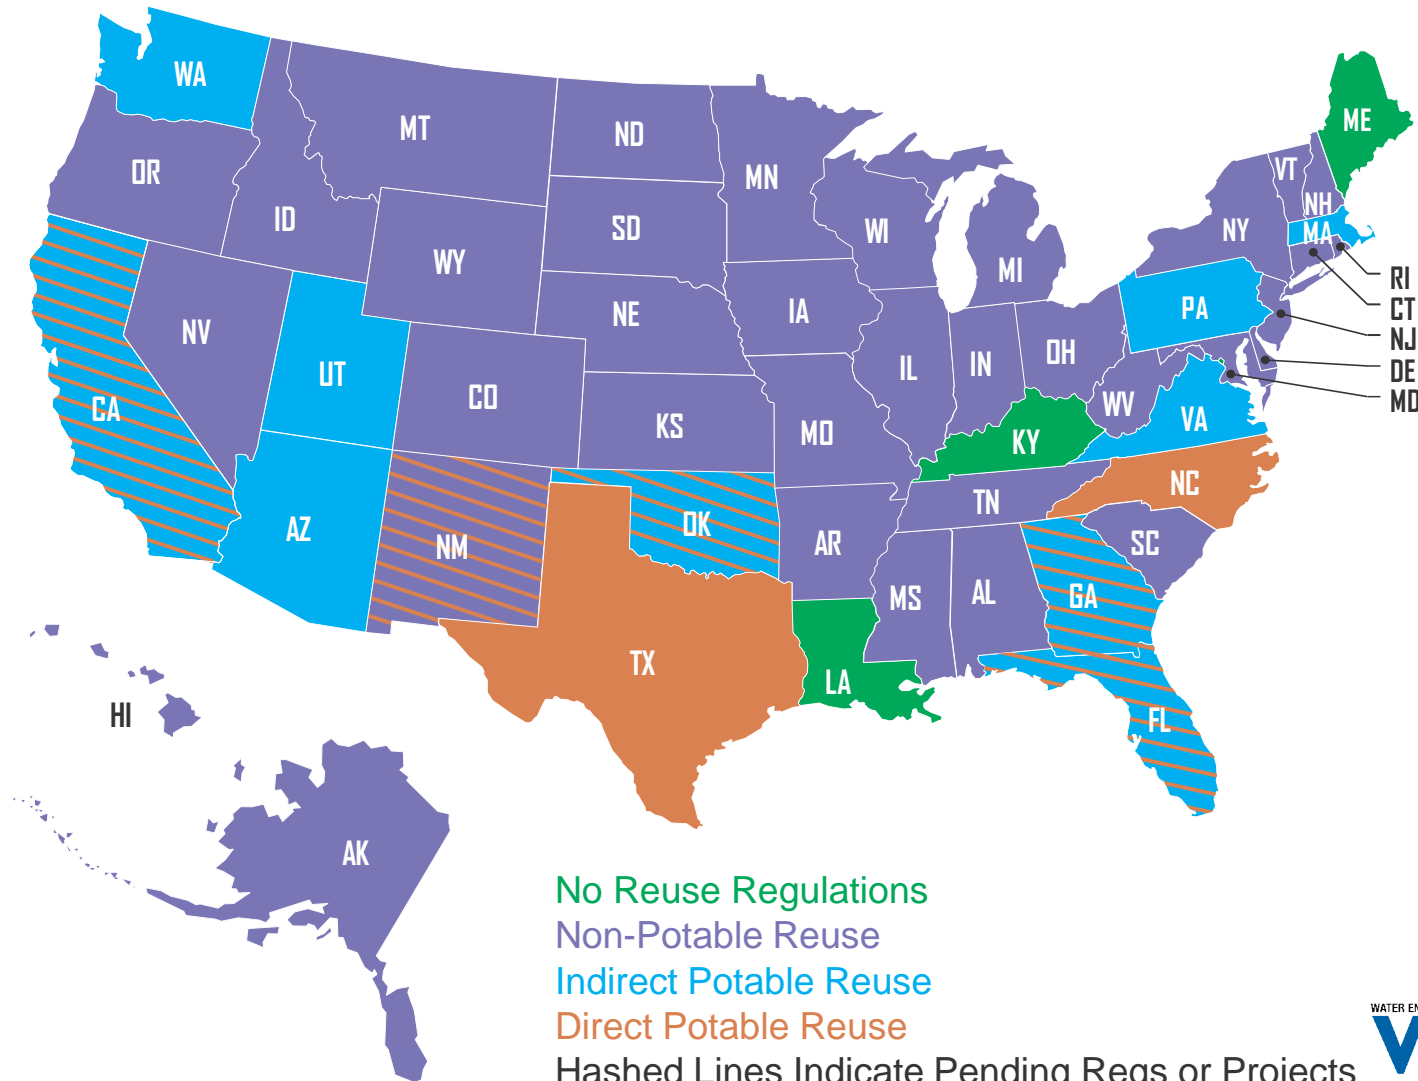 WA
ME
MT
ND
OR
MN
VT
ID
SD
WI
NY
NH
MA
WY
MI
RI
CT
NE
IA
PA
NJ
NV
UT
CO
IL
IN
OH
DE
MD
CA
KS
MO
WV
VA
KY
AZ
NM
OK
AR
TN
NC
SC
MS
AL
GA
TX
LA
HI
FL
AK
No Reuse Regulations
Non-Potable Reuse
Indirect Potable Reuse
Direct Potable Reuse
Hashed Lines Indicate Pending Regs or Projects
WATER